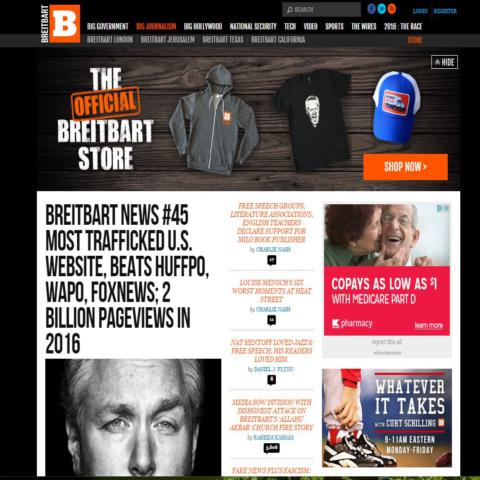 BREITBART
B
SEARCH
LOGIN
REGISTER
BIG GOVERNMENT
BIG JOURNALISM
BIG HOLLYWOOD
NATIONAL SECURITY
TECH
VIDEO
SPORTS
THE WIRES
2016 : THE RACE
BREITBART LONDON
BREITBART JERUSALEM
BREITBART TEXAS
BREITBART CALIFORNIA
STORE
HIDE
THE
OFFICIAL
BREITBART
STORE
SHOP NOW >
BREITBART NEWS #45
MOST TRAFFICKED U.S.
WEBSITE, BEATS HUFFPO,
WAPO, FOXNEWS; 2
BILLION PAGEVIEWS IN
2016
FREE SPEECH GROUPS,
LITERATURE ASSOCIATIONS,
ENGLISH TEACHERS
DECLARE SUPPORT FOR
MILO BOOK PUBLISHER
by CHARLIE NASH
LOUISE MENSCH'S SIX
WORST MOMENTS AT HEAT
STREET
by CHARLIE NASH
NAT HENTOFF LOVED JAZZ &
FREE SPEECH. HIS READERS
LOVED HIM.
by DANIEL J. FLYNN
8
MEDIA SOW DIVISION WITH
DISHONEST ATTACK ON
BREITBART'S 'ALLAHU
AKBAR' CHURCH FIRE STORY
by RAHEEM KASSAM
3,606
FAKE NEWS PLUS FASCISM:
COPAYS AS LOW AS $1
WITH MEDICARE PART D
K pharmacy
learn more
report this ad
advertisement
WHATEVER
IT TAKES
WITH CURT SCHILLING B
9-11AM EASTERN
MONDAY-FRIDAY